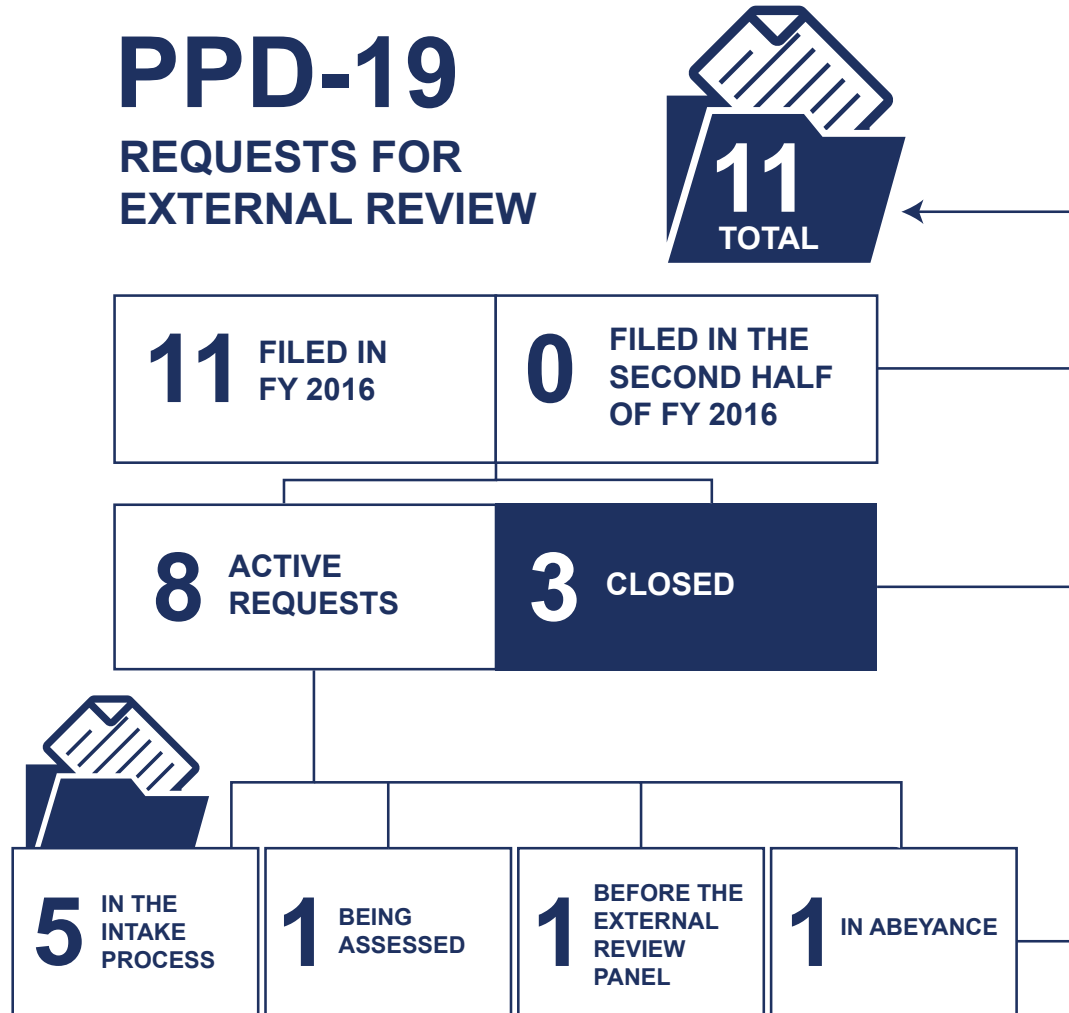 PPD-19
REQUESTS FOR
EXTERNAL REVIEW
11
TOTAL
11
FILED IN
FY 2016
0
FILED IN THE
SECOND HALF
OF FY 2016
8
ACTIVE
REQUESTS
3
CLOSED
5
IN THE
INTAKE
PROCESS
1
BEING
ASSESSED
1
BEFORE THE
EXTERNAL
REVIEW
PANEL
1
IN ABEYANCE